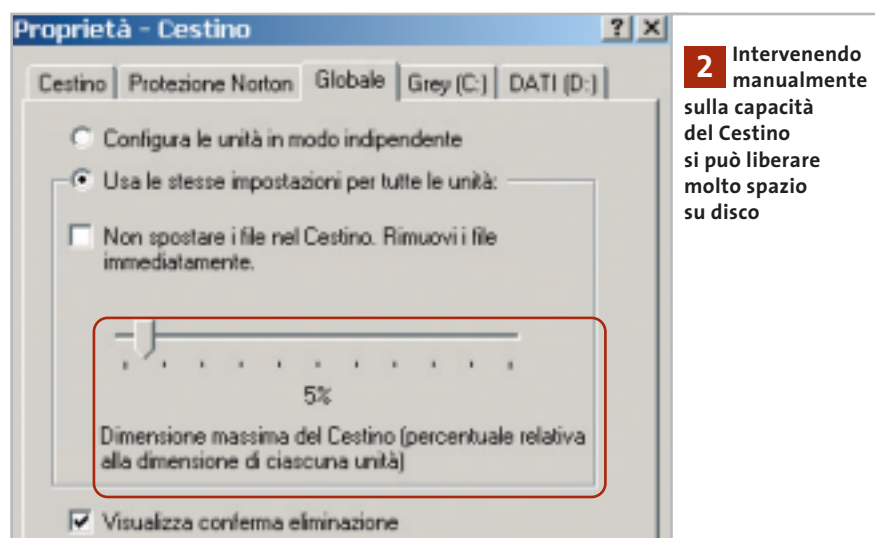 Proprietà - Cestino
Cestino
Protezione Norton
Globale
Grey (C:)
DATI (D:)
Configura le unità in modo indipendente
Usa le stesse impostazioni per tutte le unità:
Non spostare i file nel Cestino. Rimuovi i file
immediatamente.
5%
Dimensione massima del Cestino (percentuale relativa
alla dimensione di ciascuna unità)
Visualizza conferma eliminazione
2 Intervenendo
manualmente
sulla capacità
del Cestino
si può liberare
molto spazio
su disco